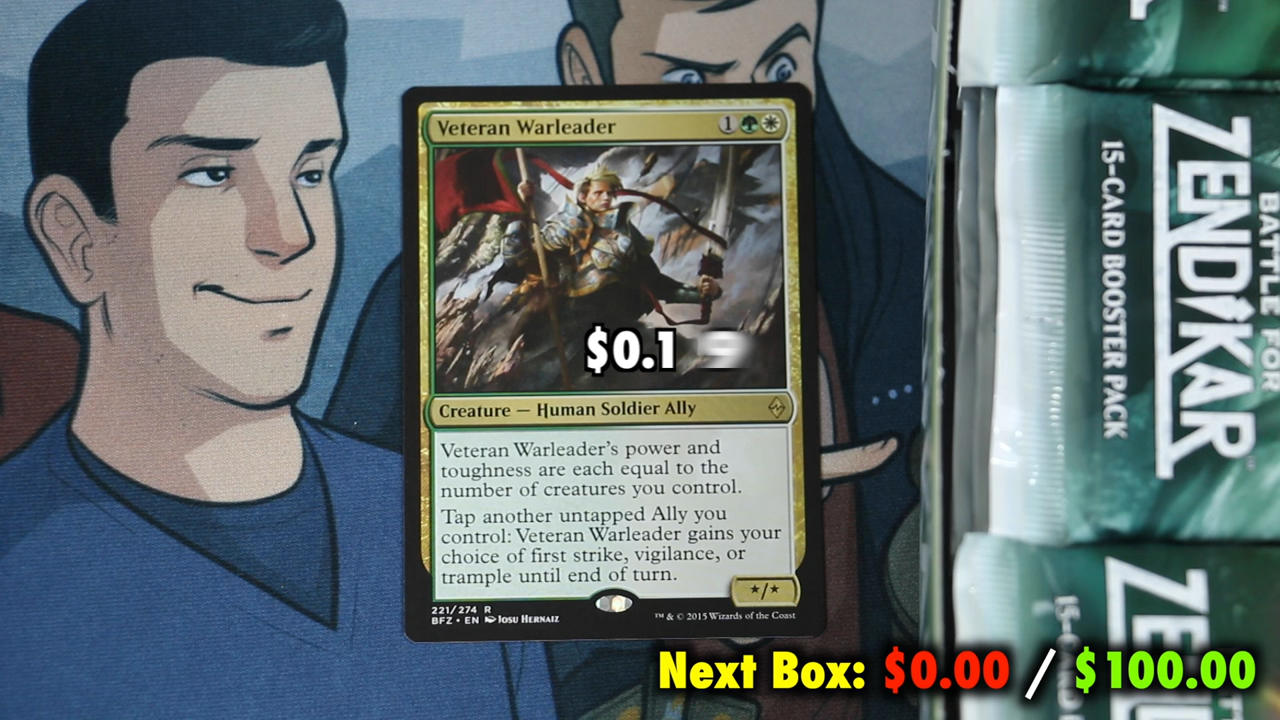 Veteran Warleader 1
$0.1
Creature — Human Soldier Ally
Veteran Warleader's power and
toughness are each equal to the
number of creatures you control.
Tap another untapped Ally you
control: Veteran Warleader gains your
choice of first strike, vigilance, or
trample until end of turn.
*/*
221/274 R
BFZ • EN Josu Hernaiz
™ & © 2015 Wizards of the Coast
BATTLE FOR
ZENDIKAR
15-CARD BOOSTER PACK
Next Box: $0.00 / $100.00